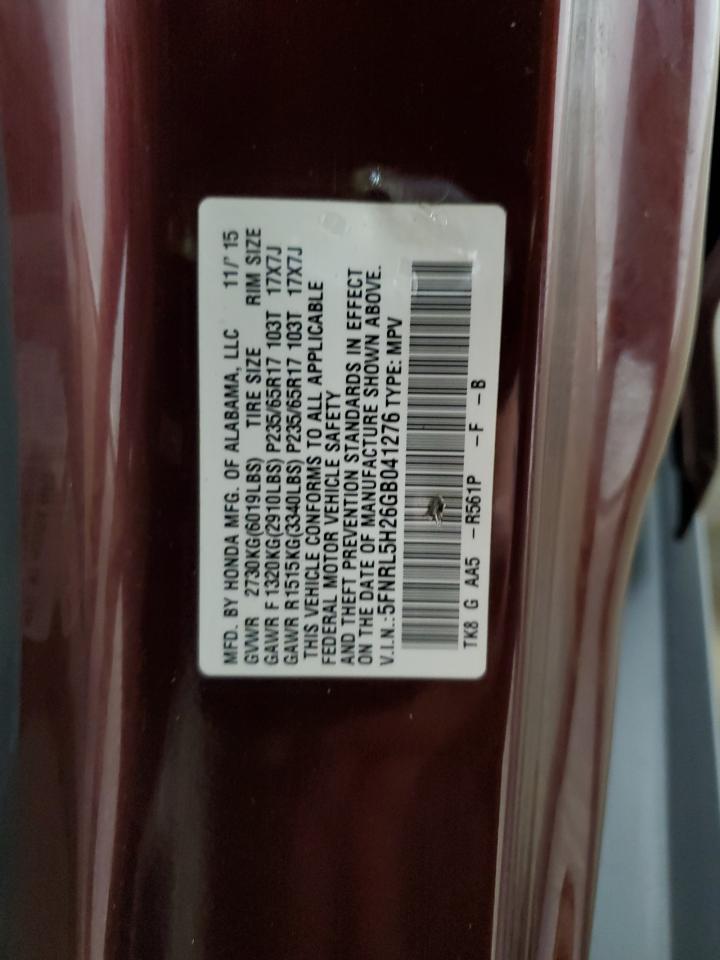 MFD. BY HONDA MFG. OF ALABAMA, LLC 11/'15
GVWR 2730KG(6019LBS) TIRE SIZE RIM SIZE
GAWR F 1320KG(2910LBS) P235/65R17 103T 17X7J
GAWR R1515KG(3340LBS) P235/65R17 103T 17X7J
THIS VEHICLE CONFORMS TO ALL APPLICABLE
FEDERAL MOTOR VEHICLE SAFETY
AND THEFT PREVENTION STANDARDS IN EFFECT
ON THE DATE OF MANUFACTURE SHOWN ABOVE.
V.I.N.:5FNRL5H26GB041276 TYPE: MPV
TK8 G AA5 -R561P -F -B